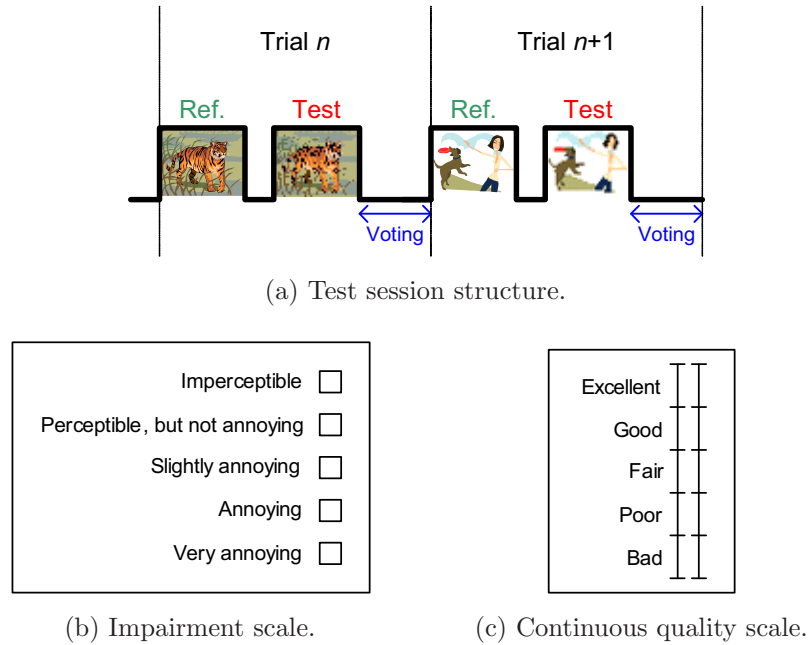 Trial n
Trial n+1
Ref.
Test
Ref.
Test
Voting
Voting
(a) Test session structure.
Imperceptible
Perceptible, but not annoying
Slightly annoying
Annoying
Very annoying
(b) Impairment scale.
Excellent
Good
Fair
Poor
Bad
(c) Continuous quality scale.